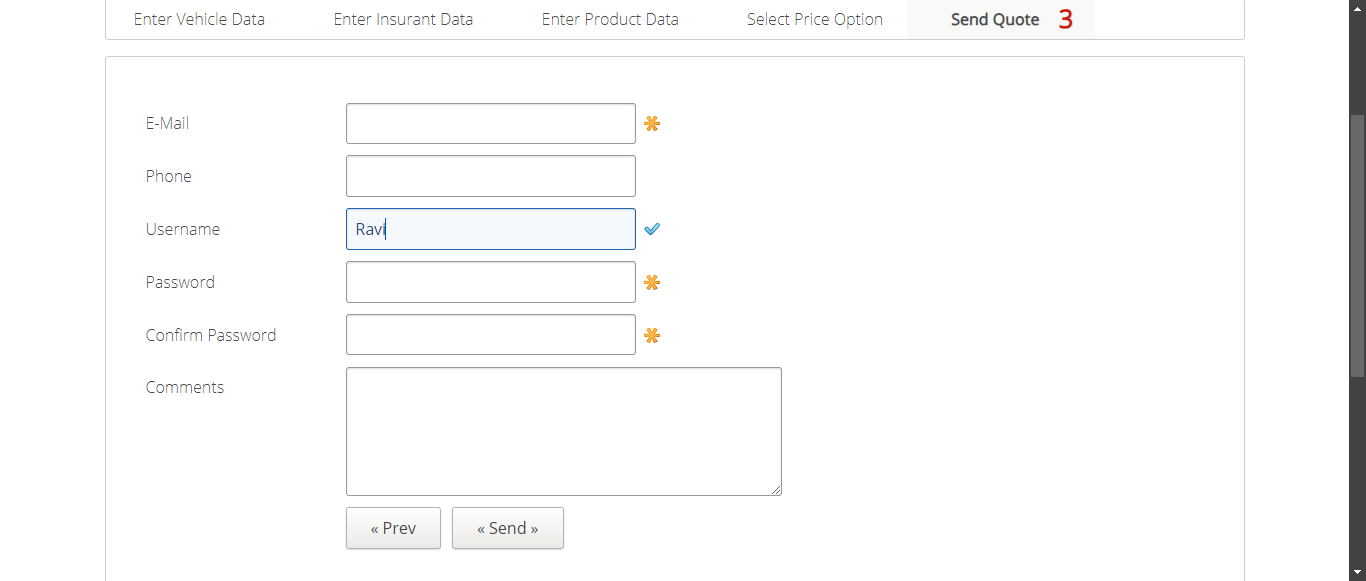 Enter Vehicle Data Enter Insurant Data Enter Product Data Select Price Option Send Quote 3
E-Mail
Phone
Username Ravi
Password
Confirm Password
Comments
« Prev « Send »